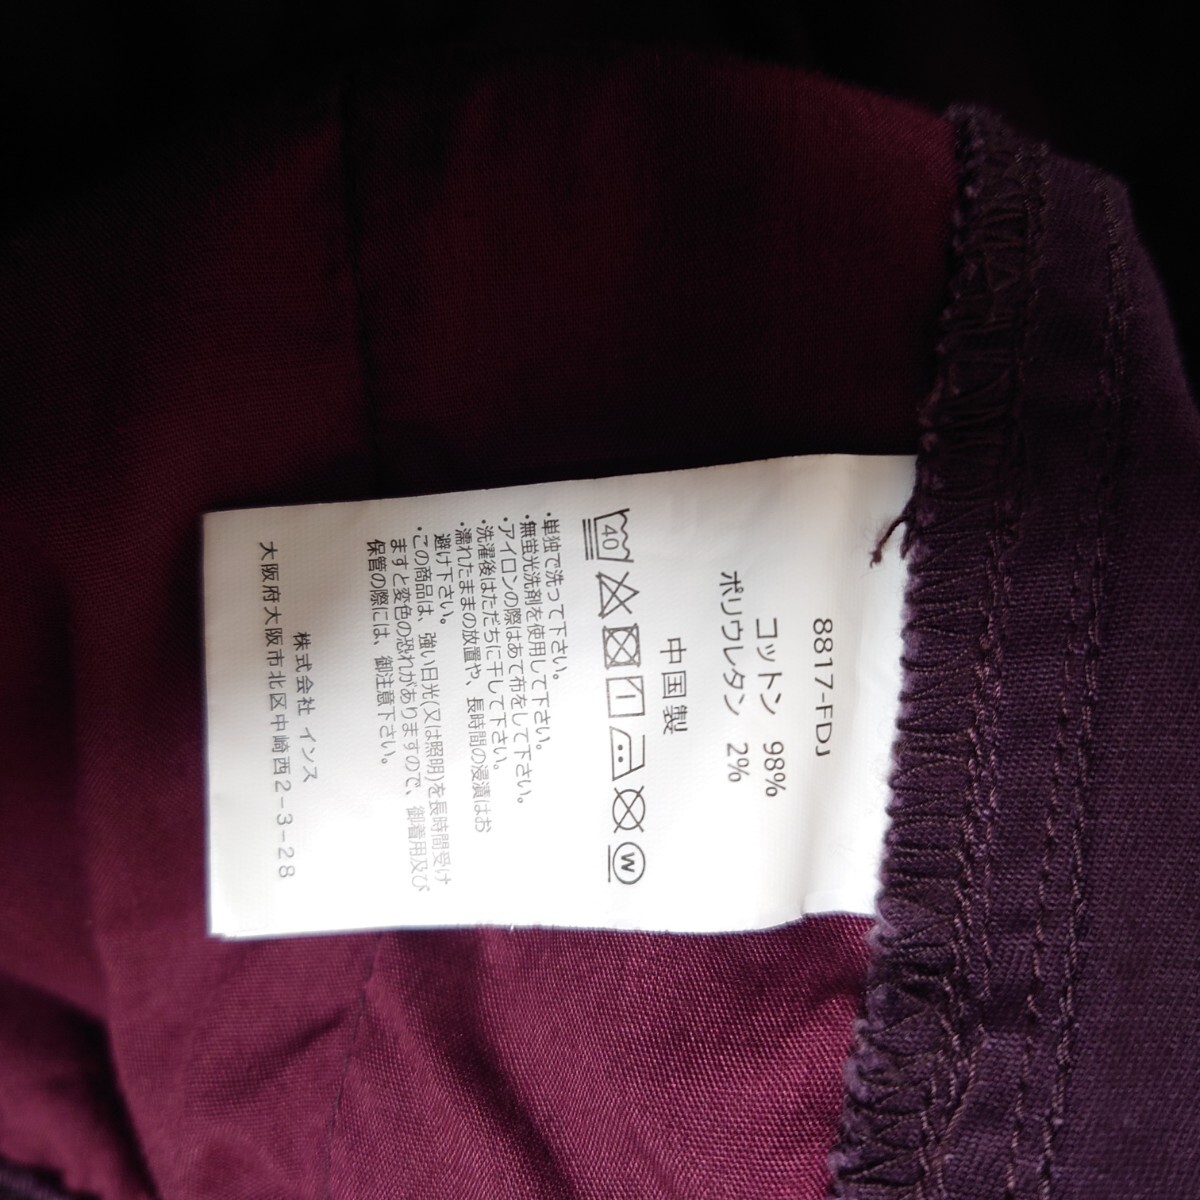 8817-FDJ
コットン 98%
ポリウレタン 2%
中国製
40
W
・単独で洗って下さい。
・無蛍光洗剤を使用して下さい。
・アイロンの際はあて布をして下さい。
・洗濯後はただちに干して下さい。
・濡れたままの放置や、長時間の浸漬はお
避け下さい。
・この商品は、強い日光(又は照明)を長時間受け
ますと変色の恐れがありますので、御着用及び
保管の際には、御注意下さい。
株式会社 インス
大阪府大阪市北区中崎西2-3-28